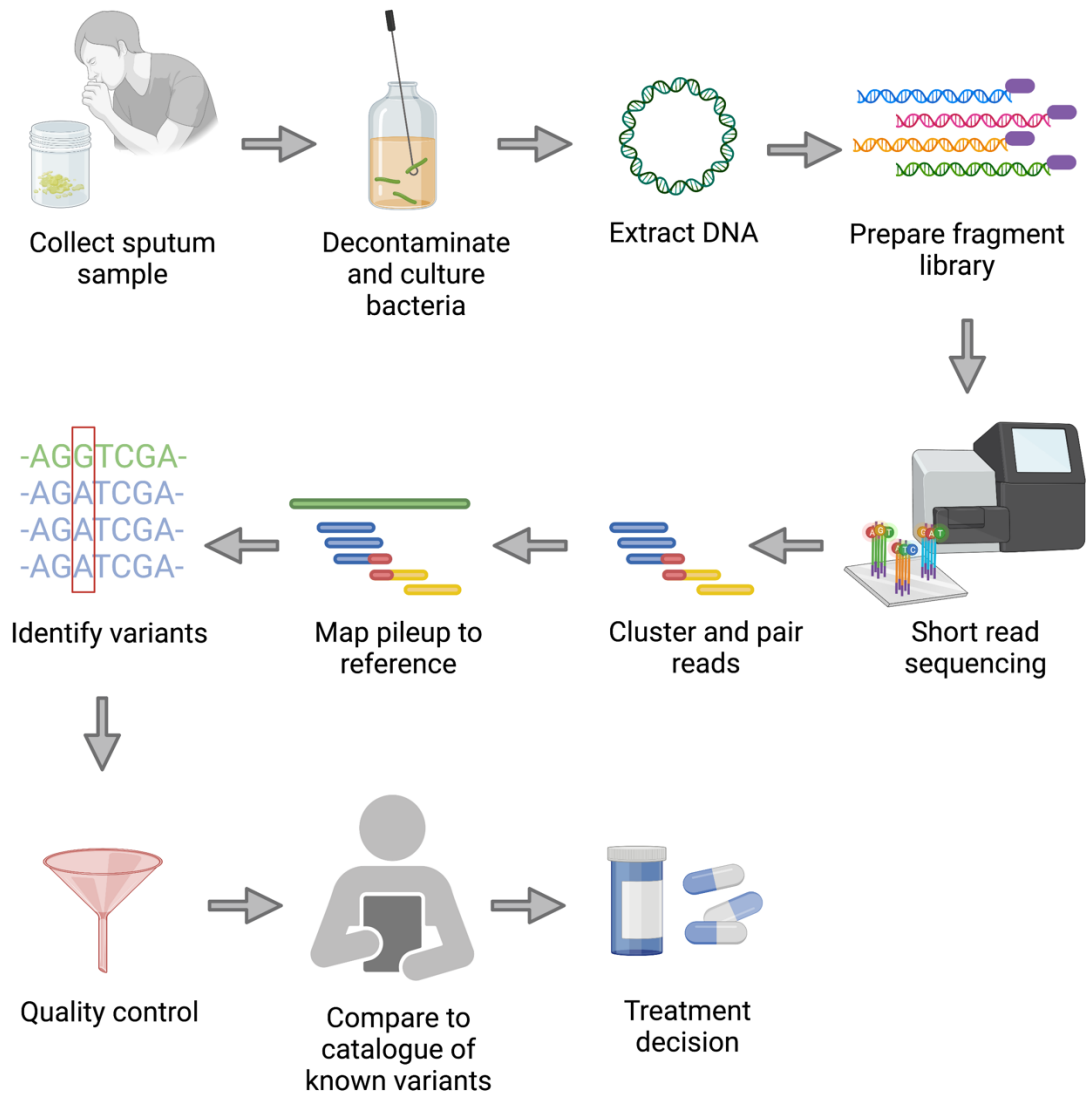 Collect sputum
sample
Decontaminate
and culture
bacteria
Extract DNA
Prepare fragment
library
A G T
A T C
G A T
Short read
sequencing
Cluster and pair
reads
Map pileup to
reference
-AGGTCGA-
-AGATCGA-
-AGATCGA-
-AGATCGA-
Identify variants
Quality control
Compare to
catalogue of
known variants
Treatment
decision